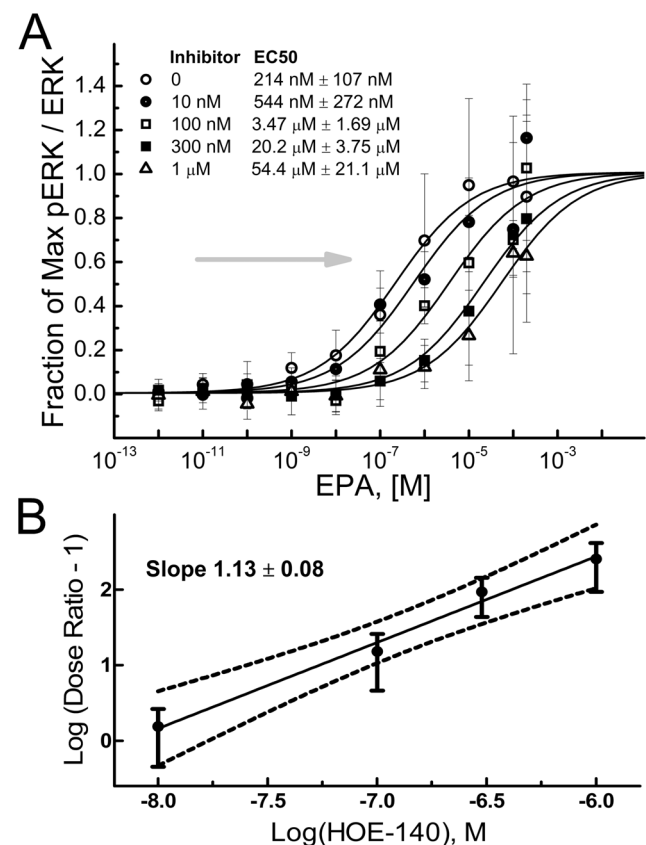 A
Inhibitor EC50
0 214 nM ± 107 nM
10 nM 544 nM ± 272 nM
100 nM 3.47 µM ± 1.69 µM
300 nM 20.2 µM ± 3.75 µM
1 µM 54.4 µM ± 21.1 µM
Fraction of Max pERK / ERK
1.4
1.2
1.0
0.8
0.6
0.4
0.2
0.0
10⁻¹³ 10⁻¹¹ 10⁻⁹ 10⁻⁷ 10⁻⁵ 10⁻³
EPA, [M]
B
Slope 1.13 ± 0.08
Log (Dose Ratio - 1)
2
1
0
-8.0 -7.5 -7.0 -6.5 -6.0
Log(HOE-140), M